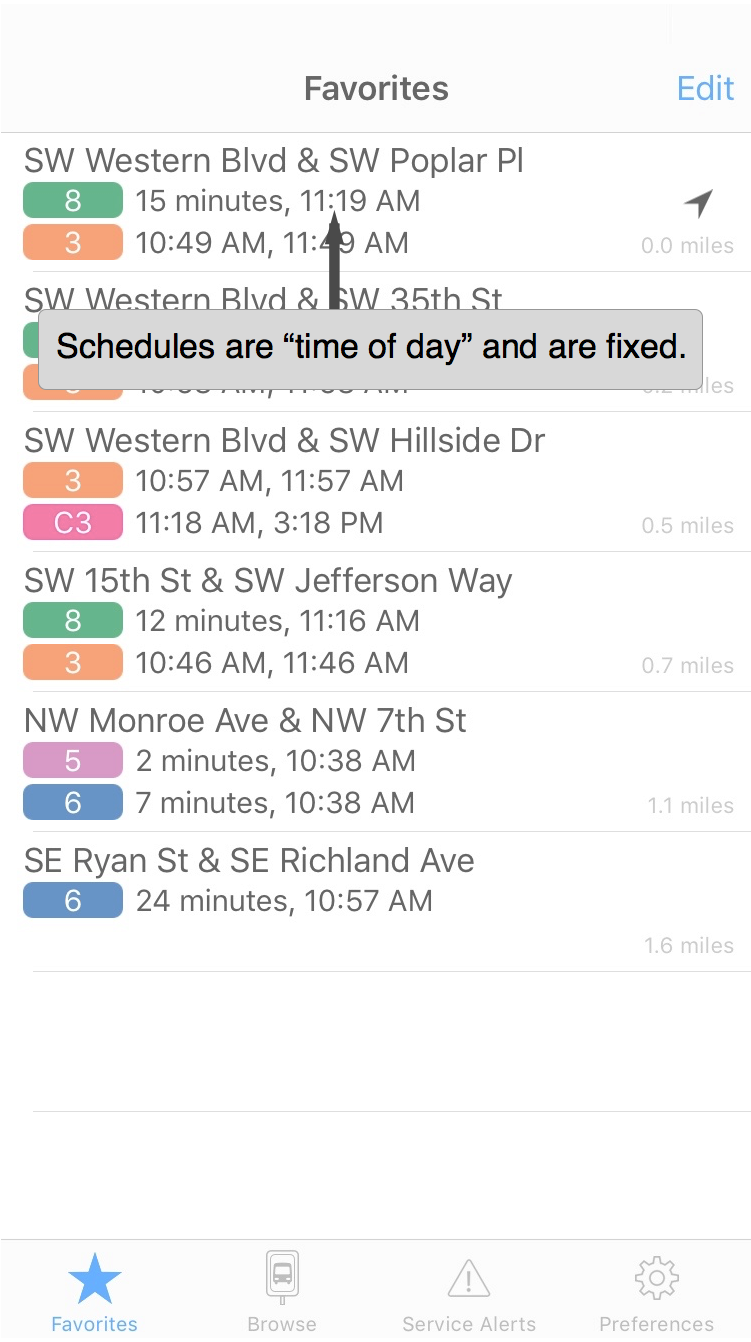 Favorites
Edit
SW Western Blvd & SW Poplar Pl
8 15 minutes, 11:19 AM
3 10:49 AM, 11:49 AM
0.0 miles
SW Western Blvd & SW 35th St
Schedules are “time of day” and are fixed.
SW Western Blvd & SW Hillside Dr
3 10:57 AM, 11:57 AM
C3 11:18 AM, 3:18 PM
0.5 miles
SW 15th St & SW Jefferson Way
8 12 minutes, 11:16 AM
3 10:46 AM, 11:46 AM
0.7 miles
NW Monroe Ave & NW 7th St
5 2 minutes, 10:38 AM
6 7 minutes, 10:38 AM
1.1 miles
SE Ryan St & SE Richland Ave
6 24 minutes, 10:57 AM
1.6 miles
Favorites Browse Service Alerts Preferences